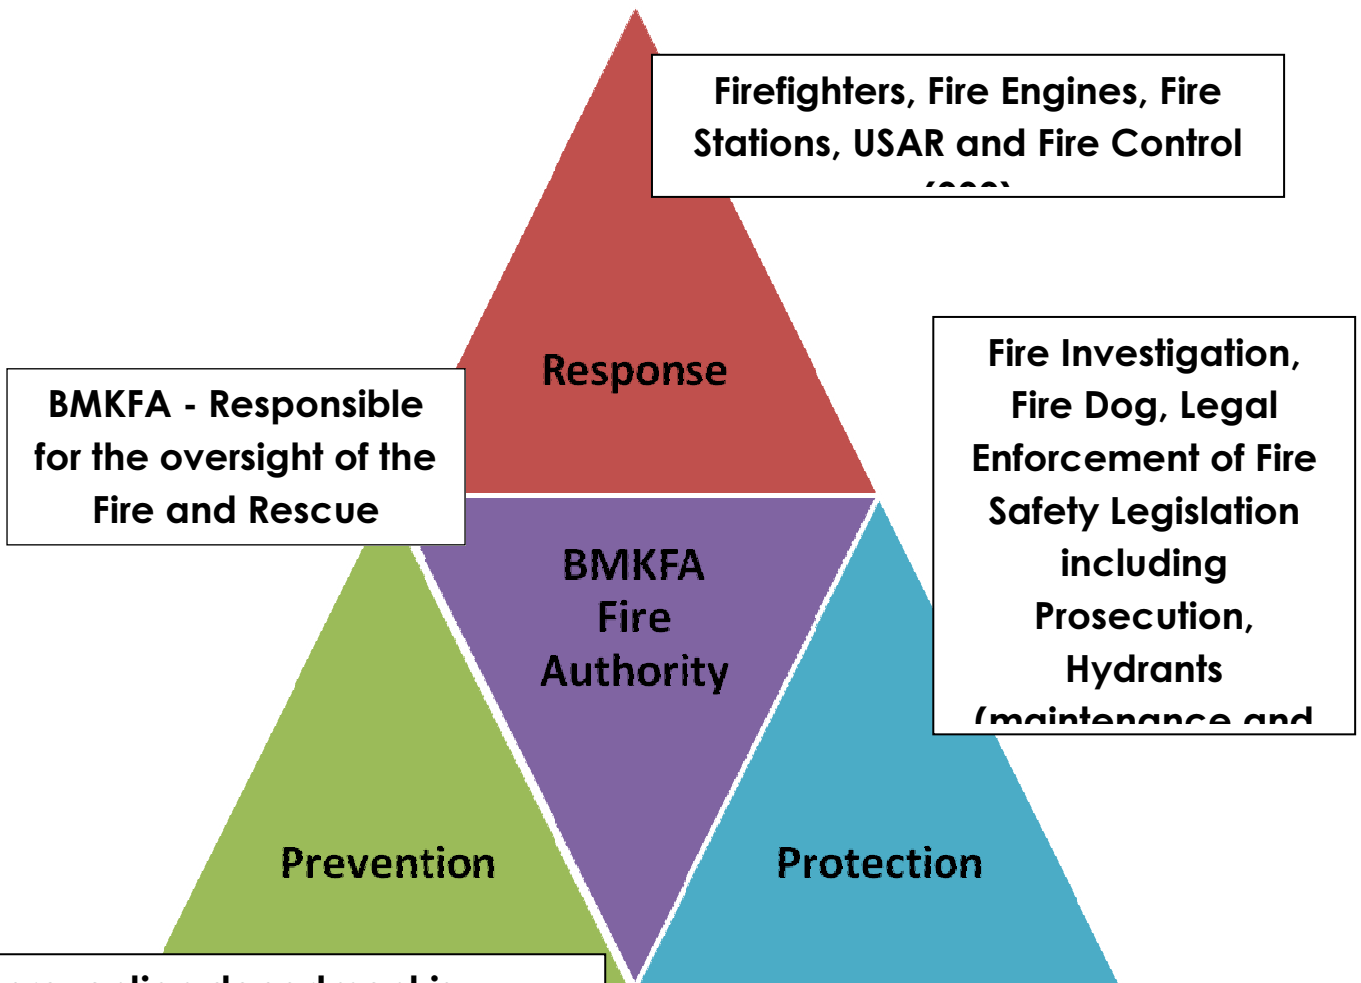 Firefighters, Fire Engines, Fire
Stations, USAR and Fire Control
Response
BMKFA - Responsible
for the oversight of the
Fire and Rescue
Fire Investigation,
Fire Dog, Legal
Enforcement of Fire
Safety Legislation
including
Prosecution,
Hydrants
(maintenance and
BMKFA
Fire
Authority
Prevention
Protection